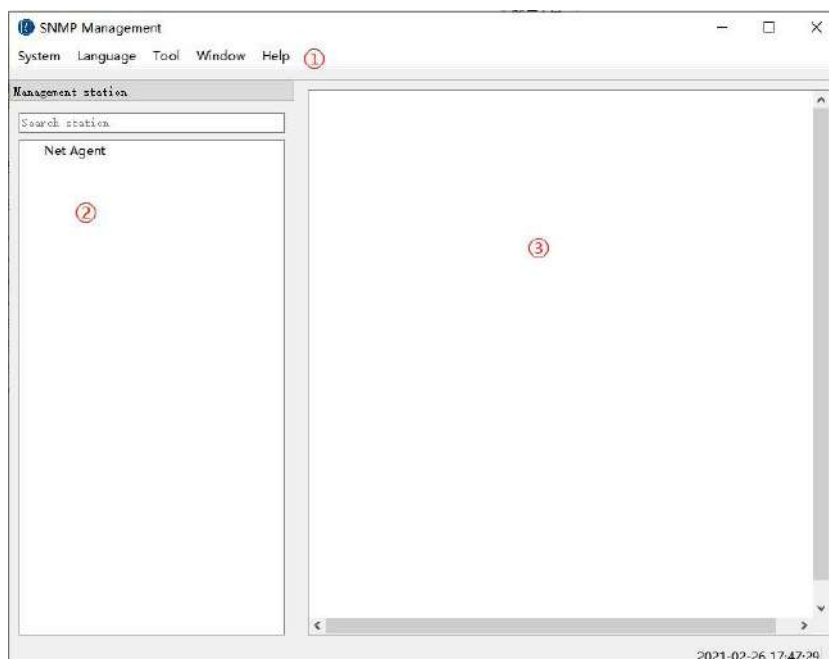 SNMP Management
System Language Tool Window Help ①
Management station
Search station
Net Agent
②
③
2021-02-26 17:47:29